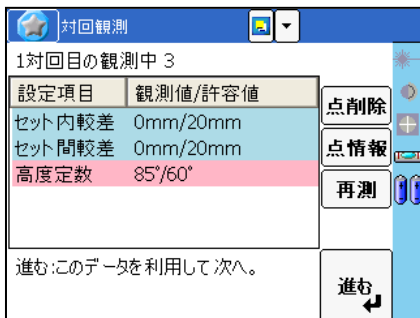 対回観測
1対回目の観測中 3
設定項目 観測値/許容値
セット内較差 0mm/20mm
セット間較差 0mm/20mm
高度定数 85"/60"
点削除
点情報
再測
進む:このデータを利用して次へ。
進む